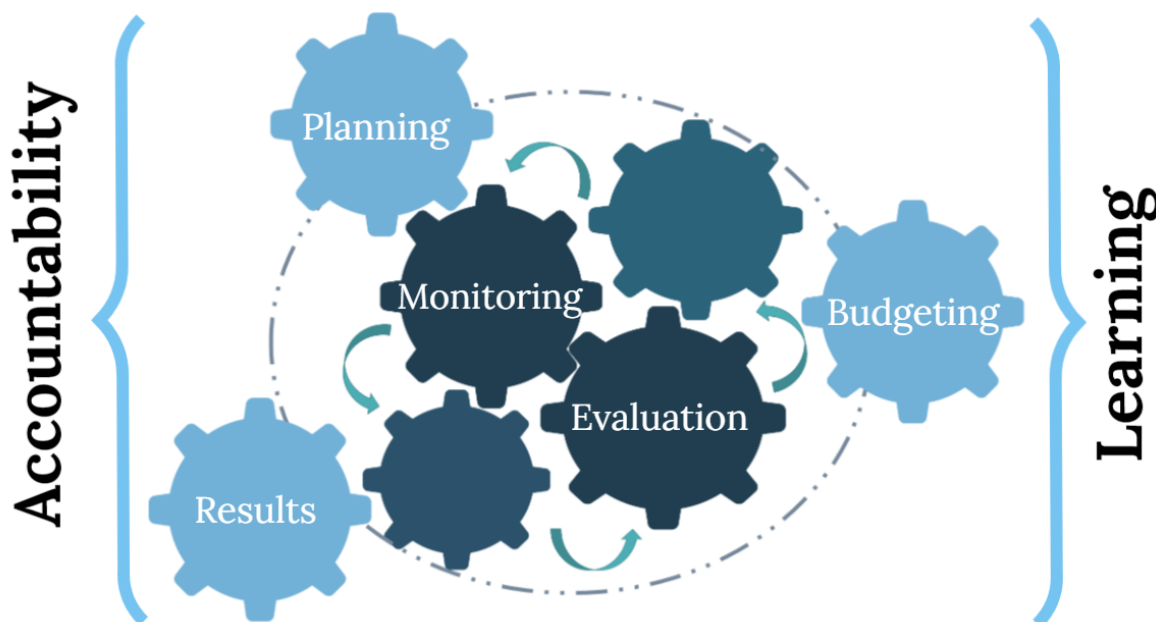 Accountability
Planning
Monitoring
Budgeting
Evaluation
Results
Learning